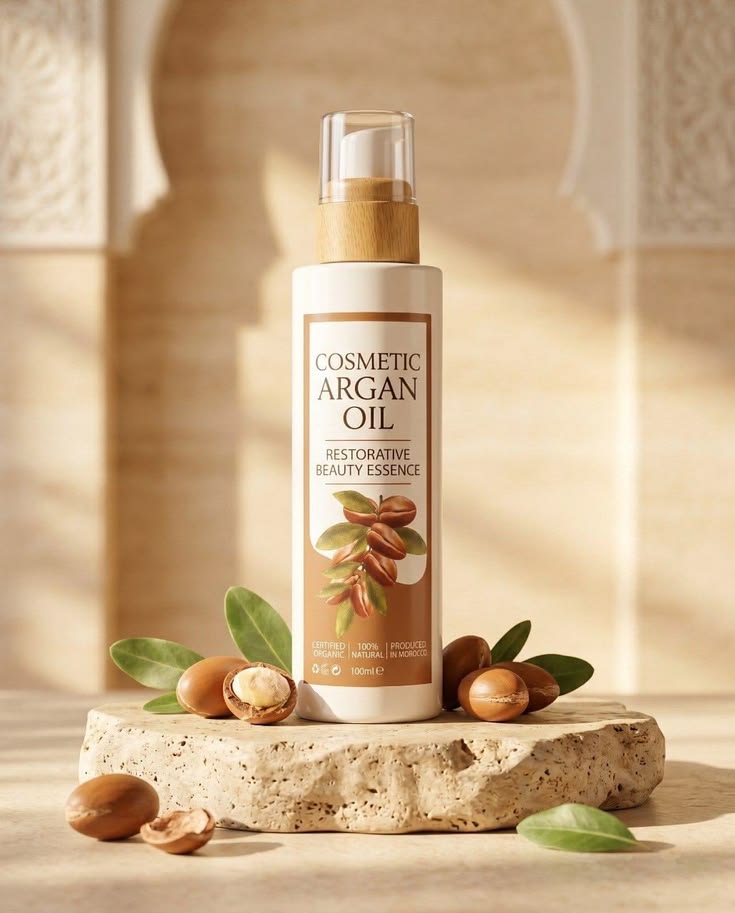 COSMETIC
ARGAN
OIL
RESTORATIVE
BEAUTY ESSENCE
CERTIFIED ORGANIC
100% NATURAL
PRODUCED IN MOROCCO
100ml e